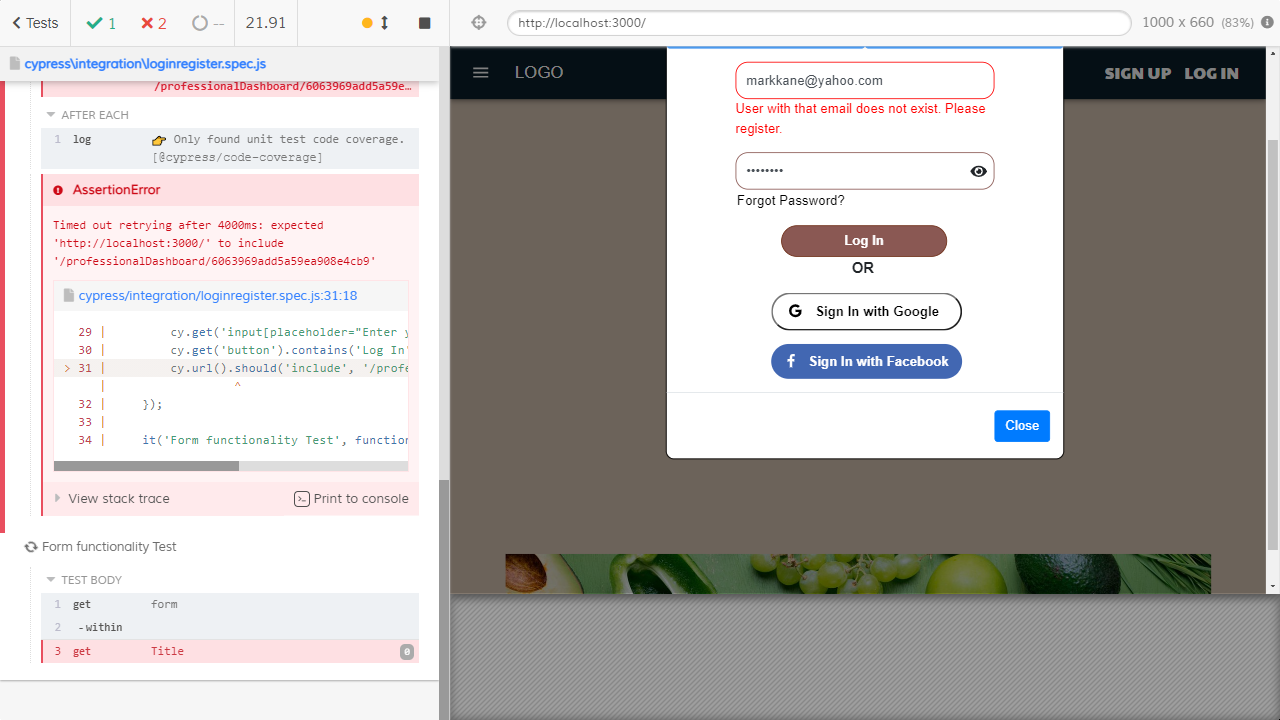 Tests
1
2
--
21.91
http://localhost:3000/
1000 x 660 (83%)
cypress\integration\loginregister.spec.js
/professionalDashboard/6063969add5a59e…
AFTER EACH
1 log 👉 Only found unit test code coverage.
[@cypress/code-coverage]
AssertionError
Timed out retrying after 4000ms: expected
'http://localhost:3000/' to include
'/professionalDashboard/6063969add5a59ea908e4cb9'
cypress/integration/loginregister.spec.js:31:18
29 | cy.get('input[placeholder="Enter y
30 | cy.get('button').contains('Log In'
> 31 | cy.url().should('include', '/profe
| ^
32 | });
33 |
34 | it('Form functionality Test', function
View stack trace
Print to console
Form functionality Test
TEST BODY
1 get form
2 -within
3 get Title 0
LOGO
SIGN UP LOG IN
markkane@yahoo.com
User with that email does not exist. Please
register.
••••••••
Forgot Password?
Log In
OR
G Sign In with Google
f Sign In with Facebook
Close